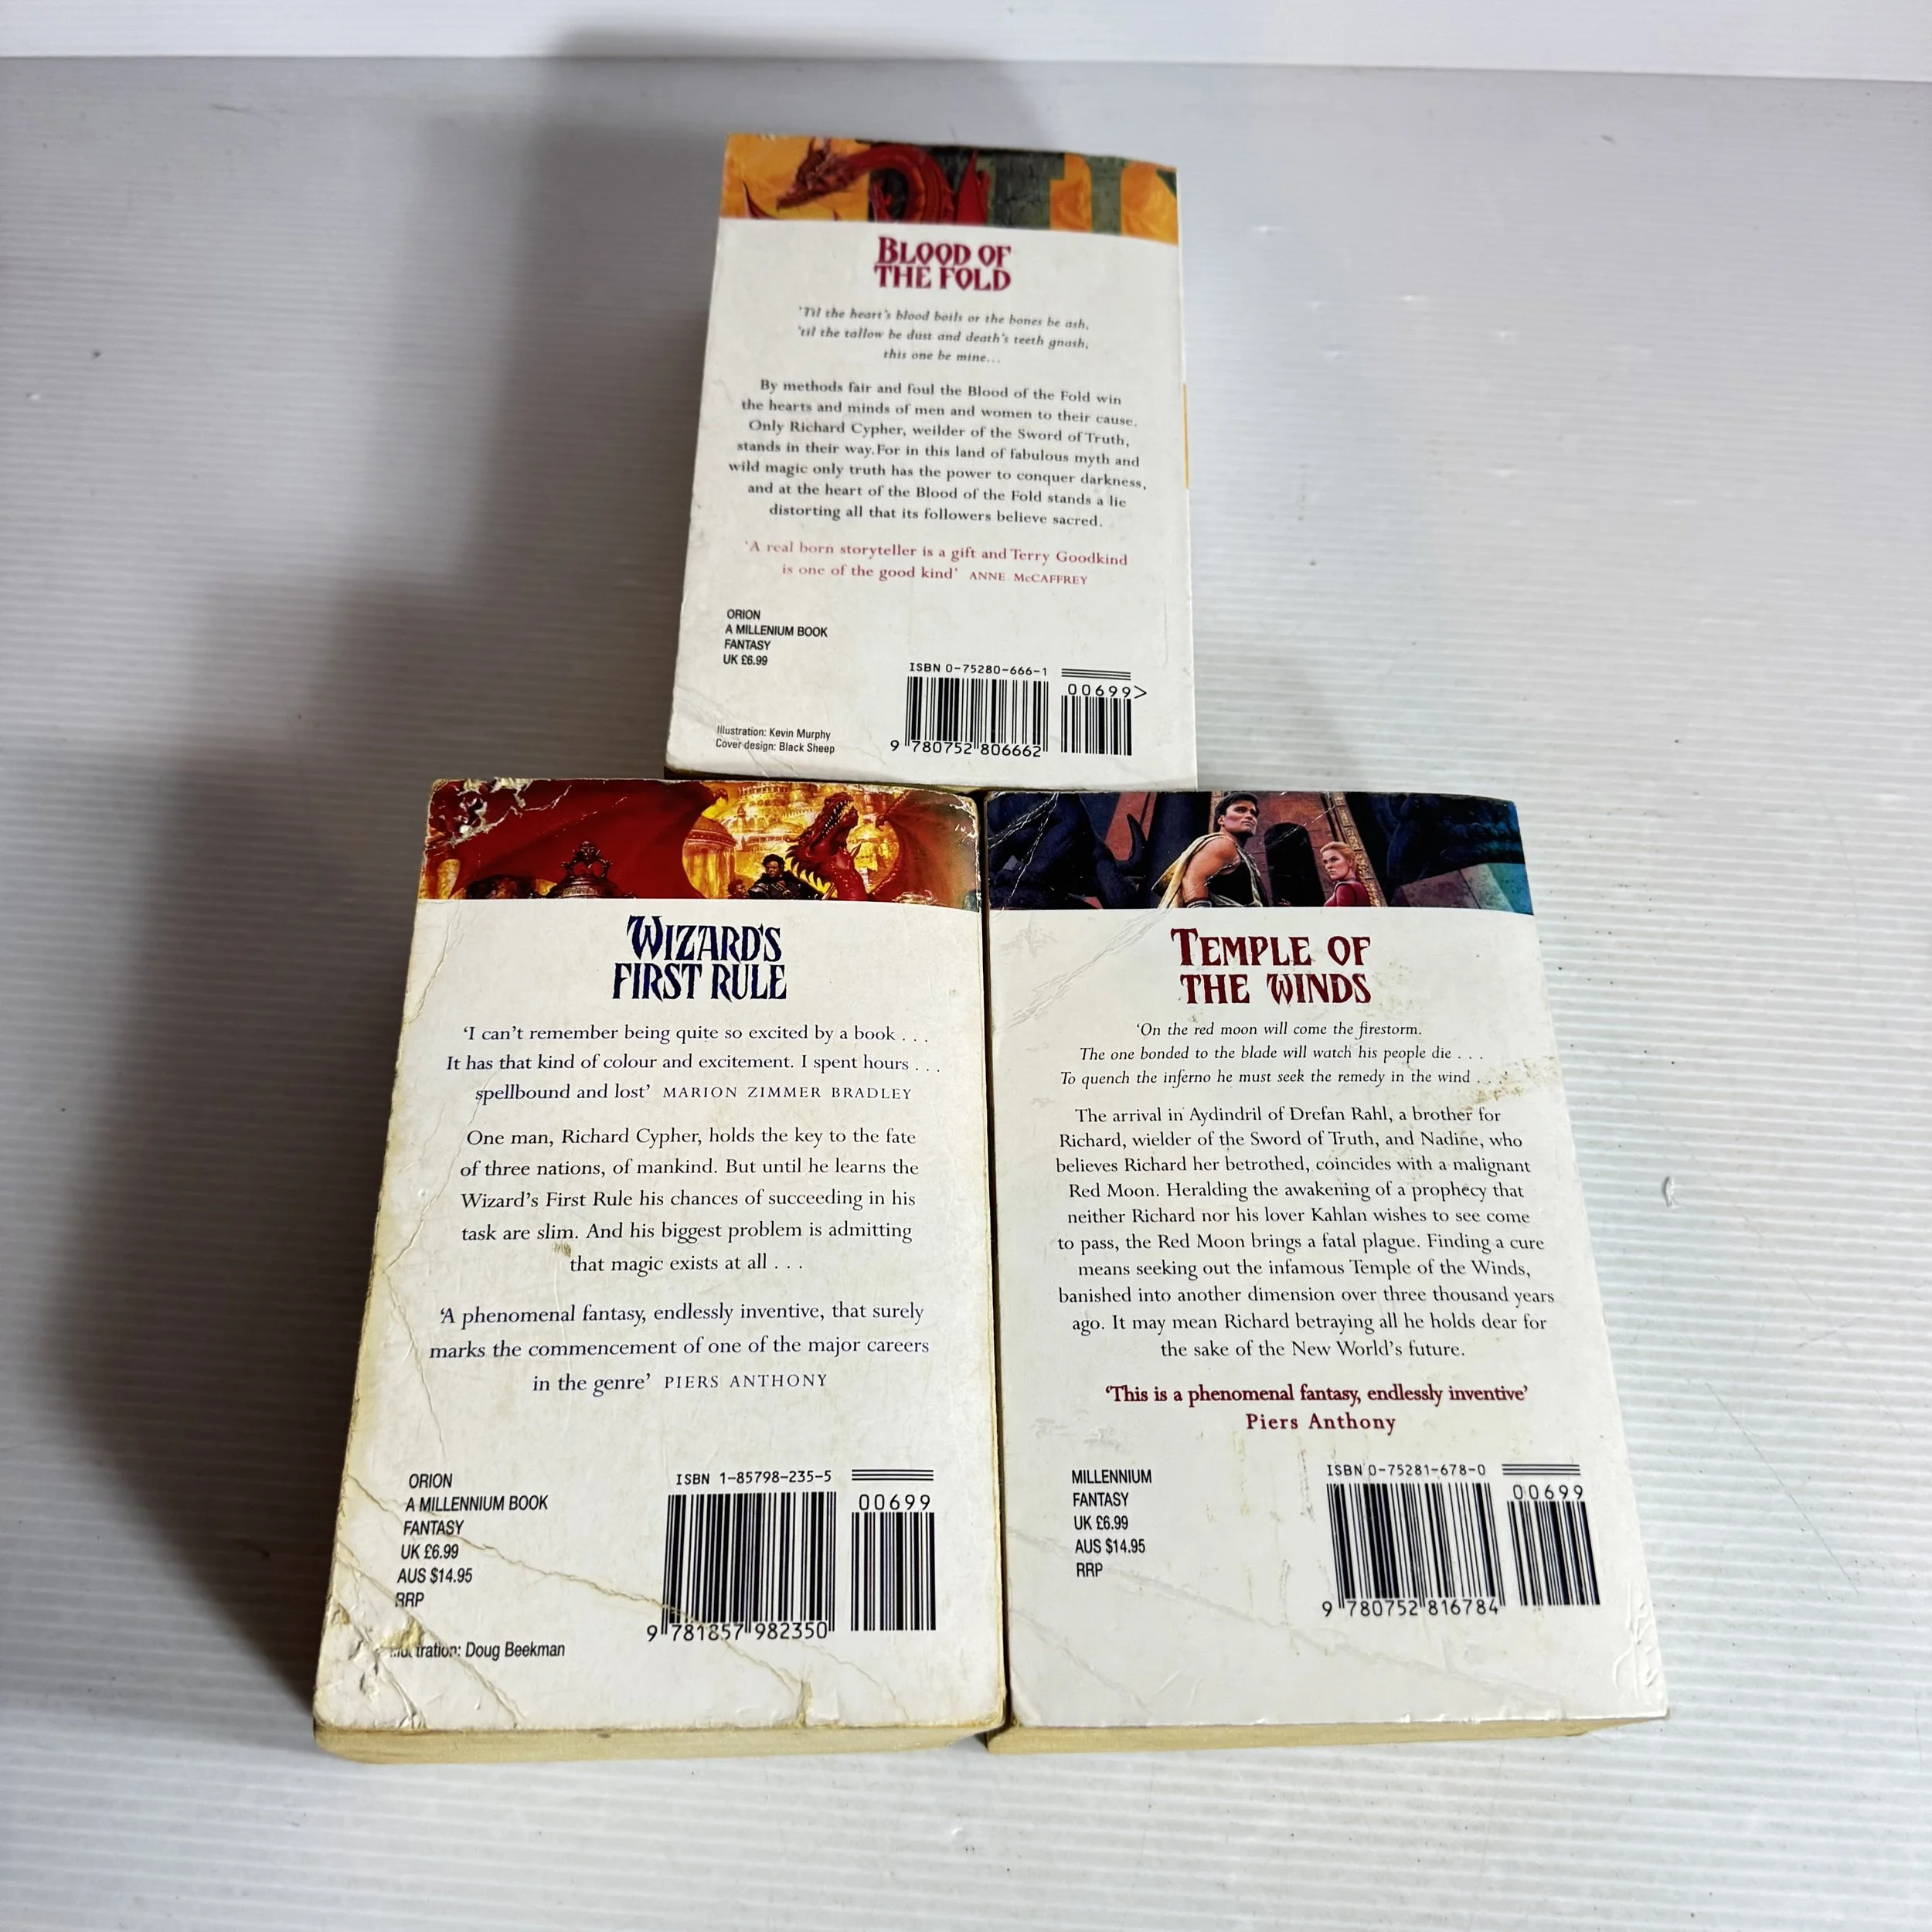 BLOOD OF
THE FOLD
'Til the heart's blood boils or the bones be ash,
'til the tallow be dust and death's teeth gnash,
this one be mine...
By methods fair and foul the Blood of the Fold win
the hearts and minds of men and women to their cause.
Only Richard Cypher, weilder of the Sword of Truth,
stands in their way.For in this land of fabulous myth and
wild magic only truth has the power to conquer darkness,
and at the heart of the Blood of the Fold stands a lie
distorting all that its followers believe sacred.
'A real born storyteller is a gift and Terry Goodkind
is one of the good kind' ANNE McCAFFREY
ORION
A MILLENIUM BOOK
FANTASY
UK £6.99
ISBN 0-75280-666-1
00699>
9 780752 806662
Illustration: Kevin Murphy
Cover design: Black Sheep
WIZARD'S
FIRST RULE
'I can't remember being quite so excited by a book . . .
It has that kind of colour and excitement. I spent hours . . .
spellbound and lost' MARION ZIMMER BRADLEY
One man, Richard Cypher, holds the key to the fate
of three nations, of mankind. But until he learns the
Wizard's First Rule his chances of succeeding in his
task are slim. And his biggest problem is admitting
that magic exists at all . . .
'A phenomenal fantasy, endlessly inventive, that surely
marks the commencement of one of the major careers
in the genre' PIERS ANTHONY
ORION
A MILLENNIUM BOOK
FANTASY
UK £6.99
AUS $14.95
RRP
Illustration: Doug Beekman
ISBN 1-85798-235-5
00699
9 781857 982350
TEMPLE OF
THE WINDS
'On the red moon will come the firestorm.
The one bonded to the blade will watch his people die . . .
To quench the inferno he must seek the remedy in the wind . . .
The arrival in Aydindril of Drefan Rahl, a brother for
Richard, wielder of the Sword of Truth, and Nadine, who
believes Richard her betrothed, coincides with a malignant
Red Moon. Heralding the awakening of a prophecy that
neither Richard nor his lover Kahlan wishes to see come
to pass, the Red Moon brings a fatal plague. Finding a cure
means seeking out the infamous Temple of the Winds,
banished into another dimension over three thousand years
ago. It may mean Richard betraying all he holds dear for
the sake of the New World's future.
'This is a phenomenal fantasy, endlessly inventive'
Piers Anthony
MILLENNIUM
FANTASY
UK £6.99
AUS $14.95
RRP
ISBN 0-75281-678-0
00699
9 780752 816784